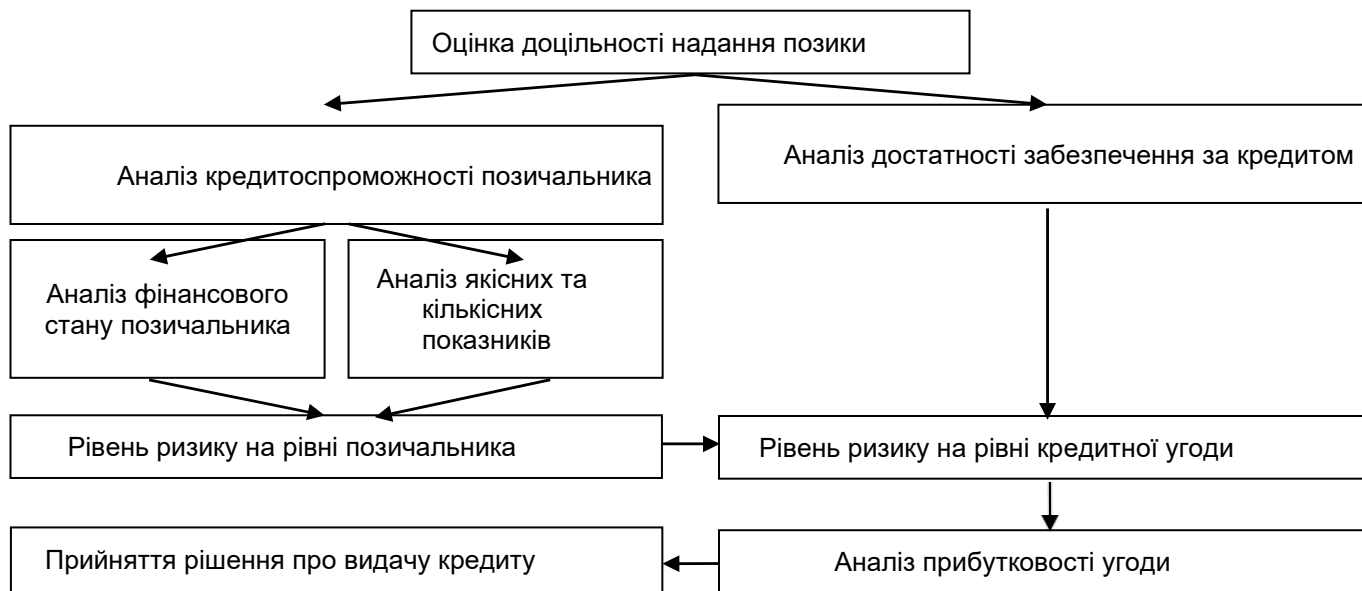 Оцінка доцільності надання позики
Аналіз кредитоспроможності позичальника
Аналіз достатності забезпечення за кредитом
Аналіз фінансового
стану позичальника
Аналіз якісних та
кількісних
показників
Рівень ризику на рівні позичальника
Рівень ризику на рівні кредитної угоди
Прийняття рішення про видачу кредиту
Аналіз прибутковості угоди